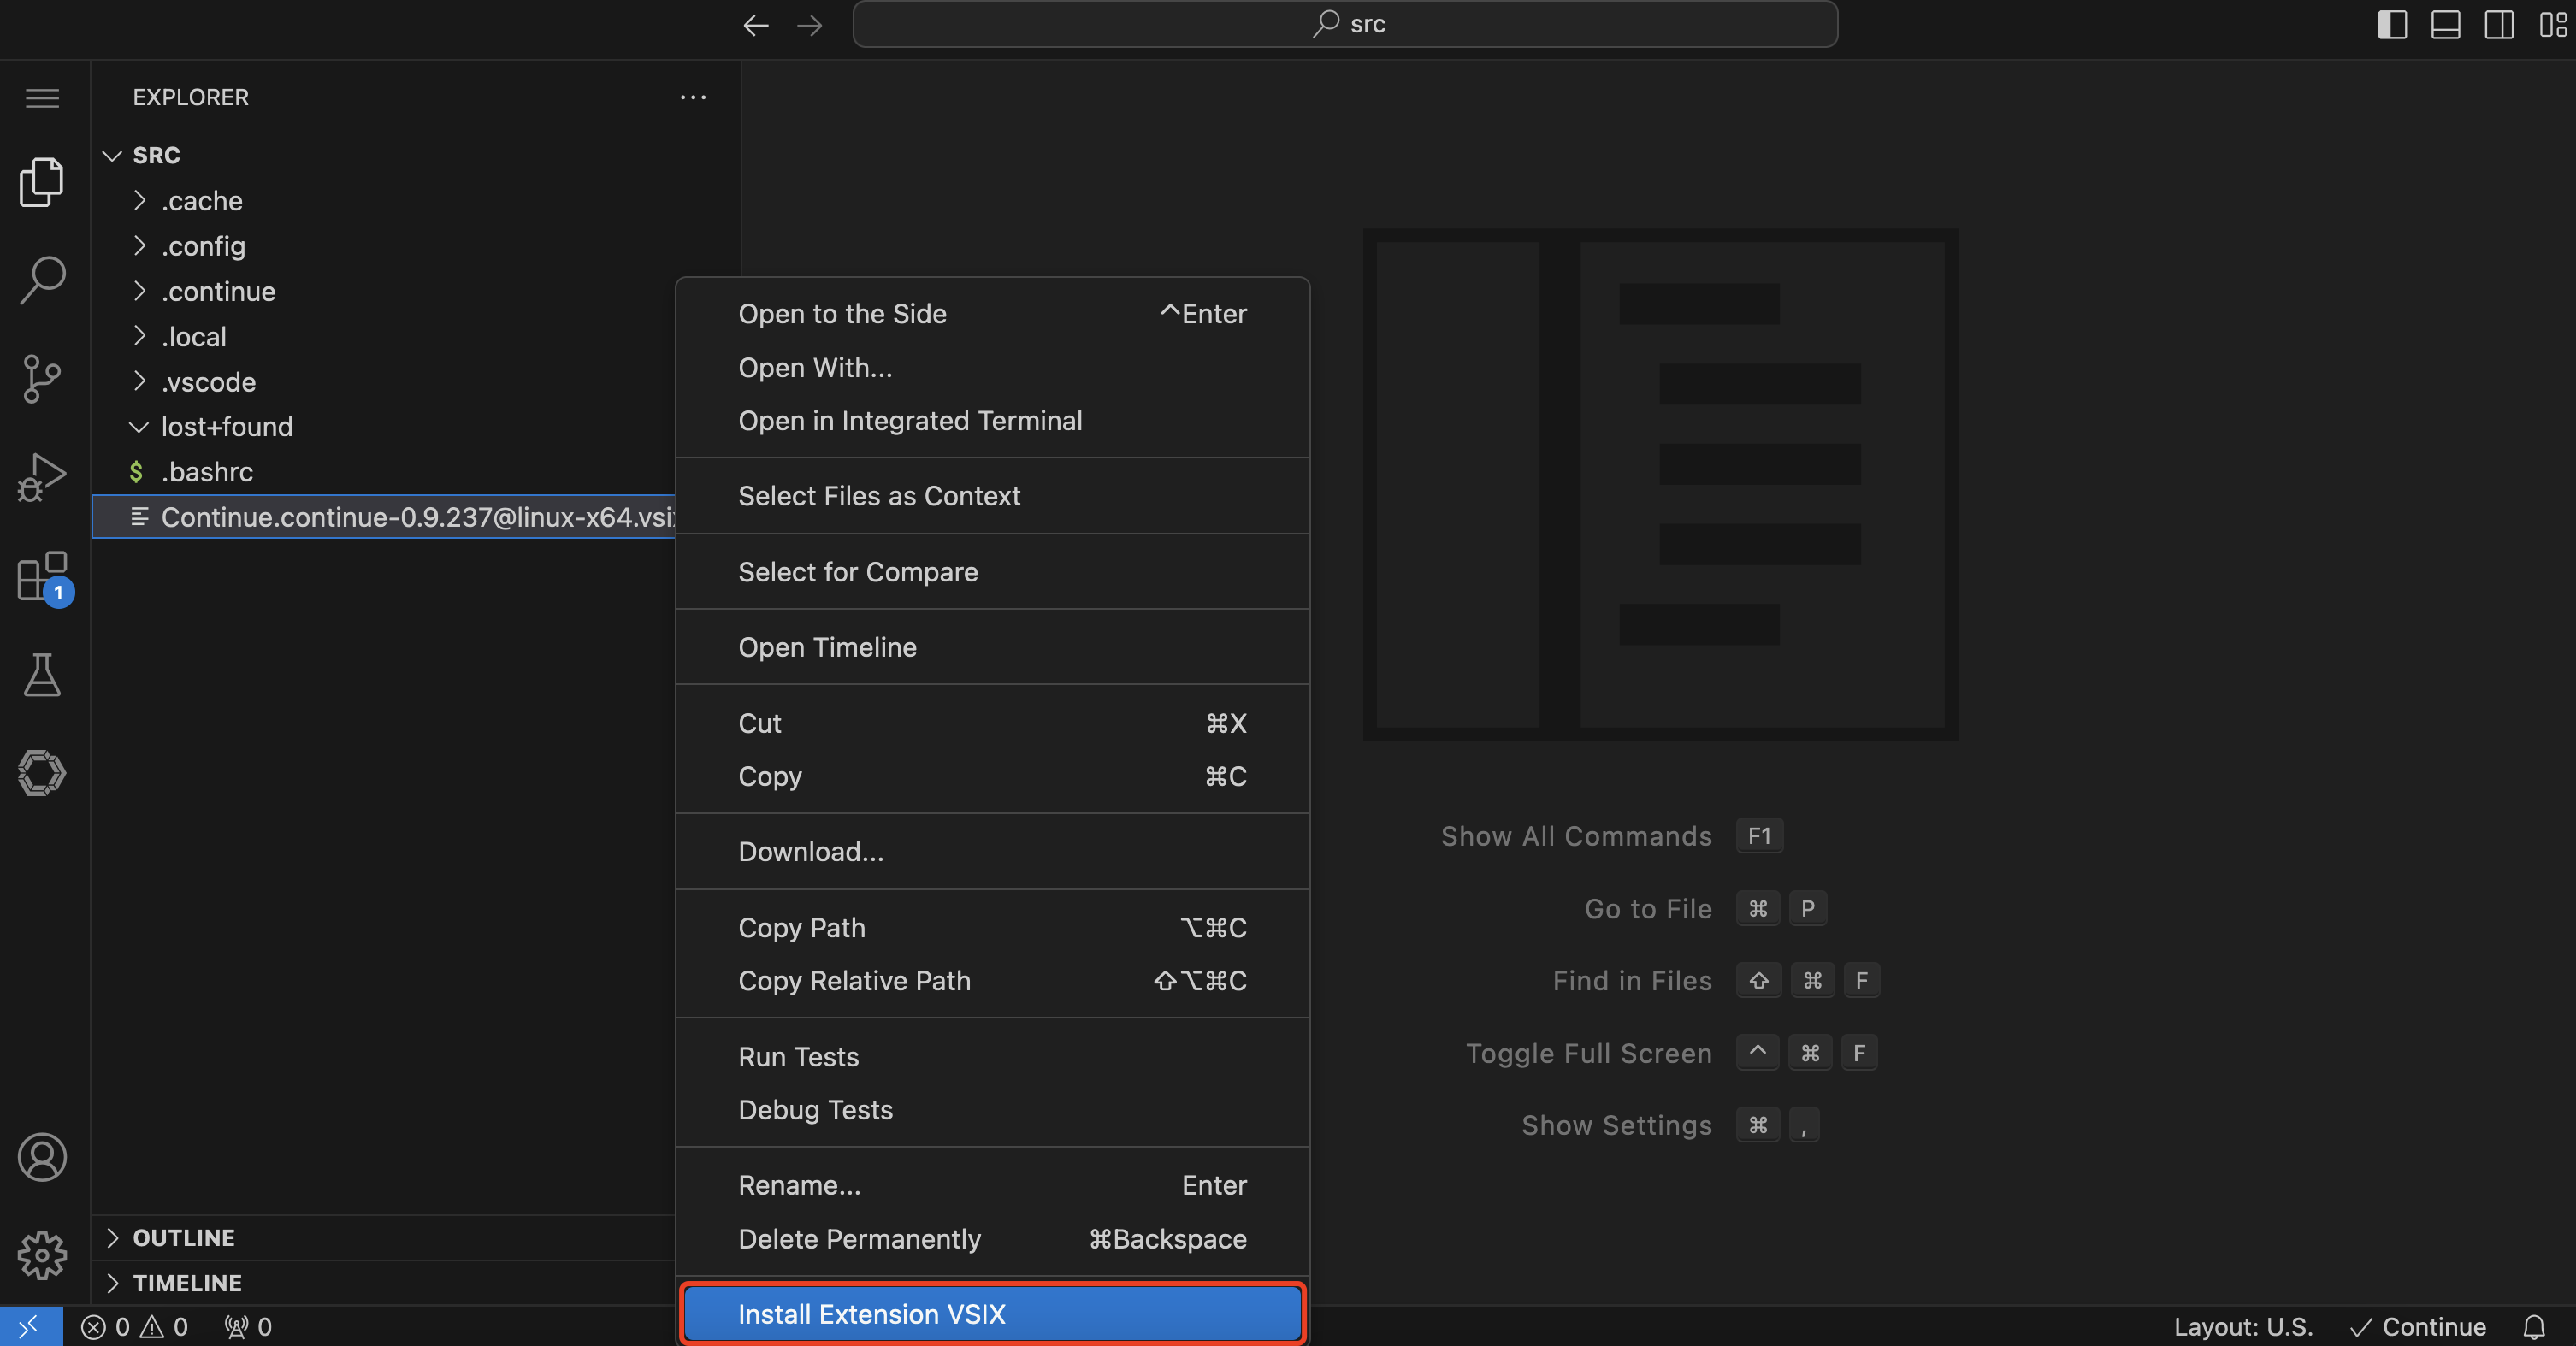 src
EXPLORER
SRC
.cache
.config
.continue
.local
.vscode
lost+found
$ .bashrc
Continue.continue-0.9.237@linux-x64.vsi
1
OUTLINE
TIMELINE
Open to the Side ^Enter
Open With...
Open in Integrated Terminal
Select Files as Context
Select for Compare
Open Timeline
Cut ⌘X
Copy ⌘C
Download...
Copy Path ⌥⌘C
Copy Relative Path ⇧⌥⌘C
Run Tests
Debug Tests
Rename... Enter
Delete Permanently ⌘Backspace
Install Extension VSIX
Show All Commands F1
Go to File ⌘ P
Find in Files ⇧ ⌘ F
Toggle Full Screen ^ ⌘ F
Show Settings ⌘ ,
0 0 0
Layout: U.S. ✓ Continue